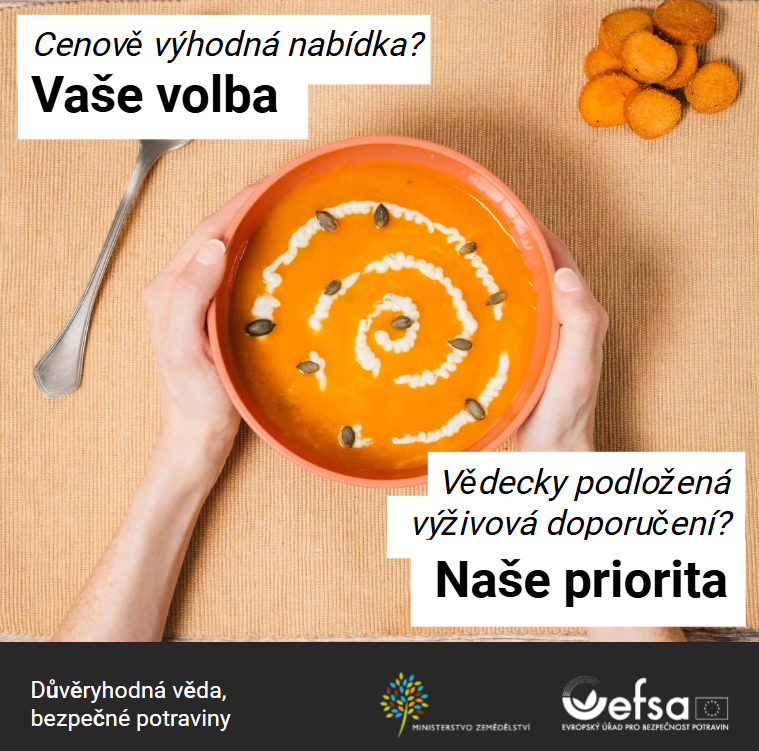 Cenově výhodná nabídka?
Vaše volba
Vědecky podložená
výživová doporučení?
Naše priorita
Důvěryhodná věda,
bezpečné potraviny
MINISTERSTVO ZEMĚDĚLSTVÍ
efsa
EVROPSKÝ ÚŘAD PRO BEZPEČNOST POTRAVIN